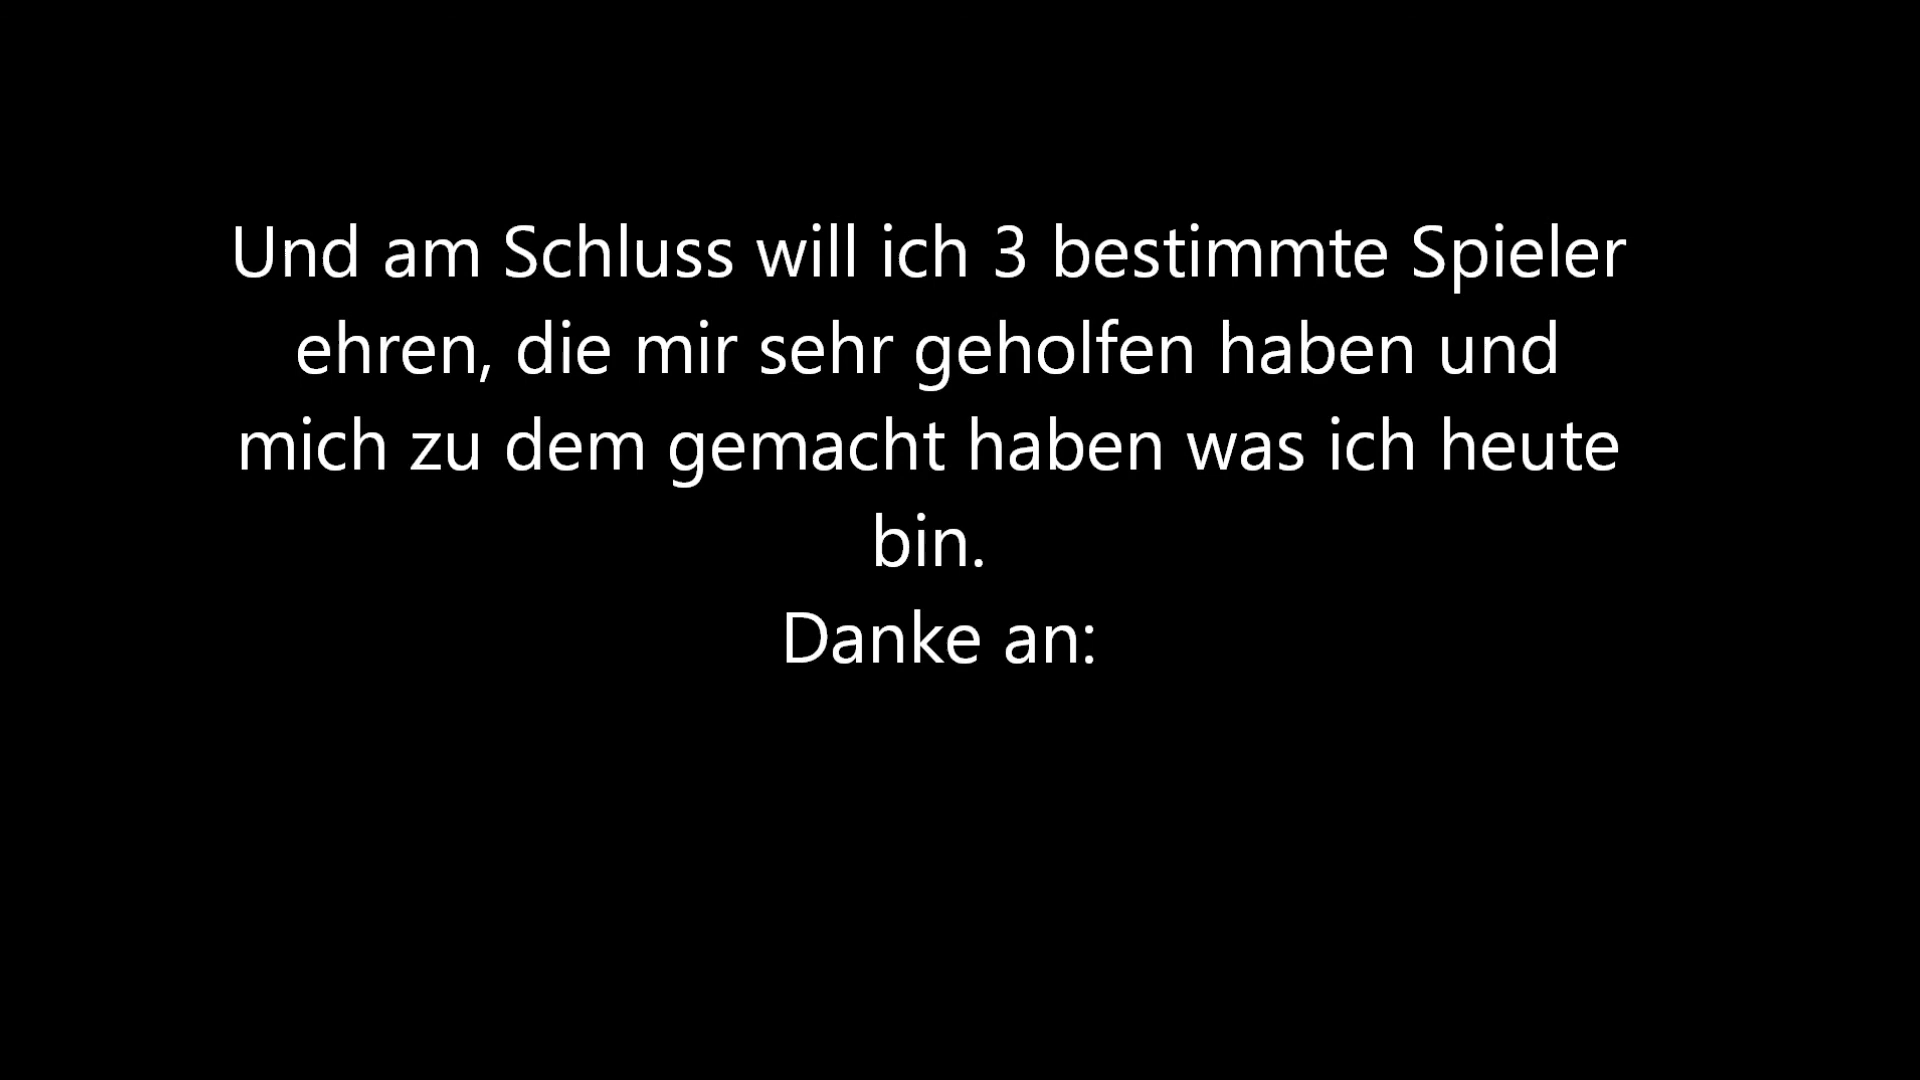 Und am Schluss will ich 3 bestimmte Spieler
ehren, die mir sehr geholfen haben und
mich zu dem gemacht haben was ich heute
bin.
Danke an: